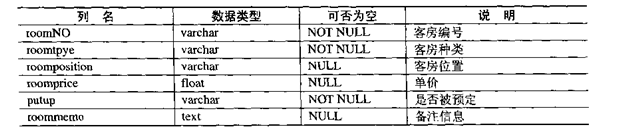 列 名 数据类型 可否为空 说 明
roomNO varchar NOT NULL 客房编号
roomtpye varchar NOT NULL 客房种类
roomposition varchar NULL 客房位置
roomprice float NULL 单价
putup varchar NOT NULL 是否被预定
roommemo text NULL 备注信息